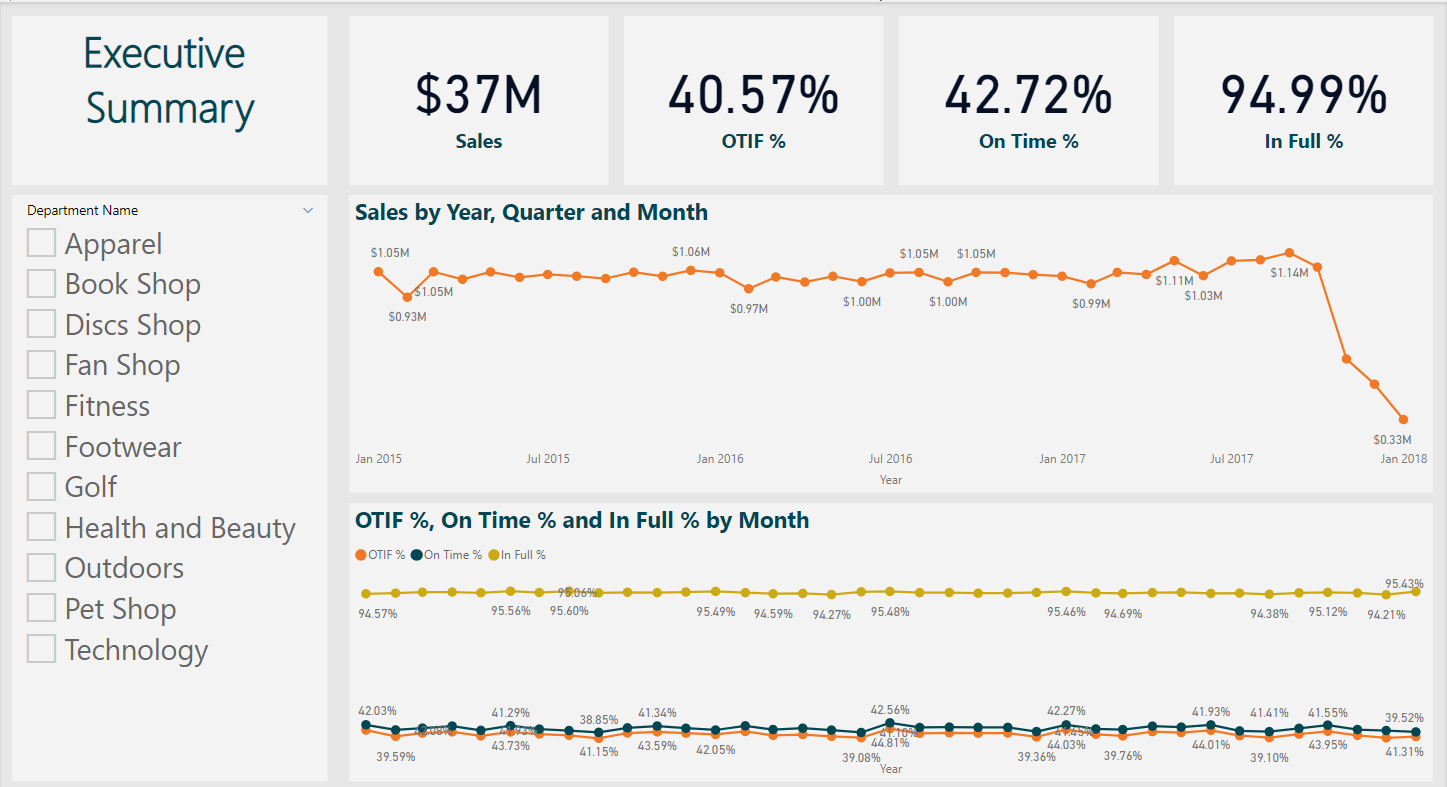 Executive
Summary
$37M
Sales
40.57%
OTIF %
42.72%
On Time %
94.99%
In Full %
Department Name
Apparel
Book Shop
Discs Shop
Fan Shop
Fitness
Footwear
Golf
Health and Beauty
Outdoors
Pet Shop
Technology
Sales by Year, Quarter and Month
$1.05M
$0.93M
$1.05M
$1.06M
$0.97M
$1.00M
$1.05M
$1.00M
$1.05M
$0.99M
$1.11M
$1.03M
$1.14M
$0.33M
Jan 2015 Jul 2015 Jan 2016 Jul 2016 Jan 2017 Jul 2017 Jan 2018
Year
OTIF %, On Time % and In Full % by Month
OTIF % On Time % In Full %
94.57% 95.56% 95.60% 95.06% 95.49% 94.59% 94.27% 95.48% 95.46% 94.69% 94.38% 95.12% 94.21% 95.43%
42.03% 41.29% 38.85% 41.34% 42.56% 42.27% 41.93% 41.41% 41.55% 39.52%
39.59% 43.73% 41.15% 43.59% 42.05% 39.08% 44.81% 41.10% 39.36% 44.03% 39.76% 44.01% 39.10% 43.95% 41.31%
Year